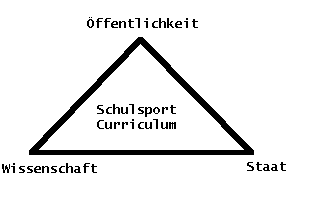 Öffentlichkeit
Schulsport
Curriculum
Wissenschaft
Staat